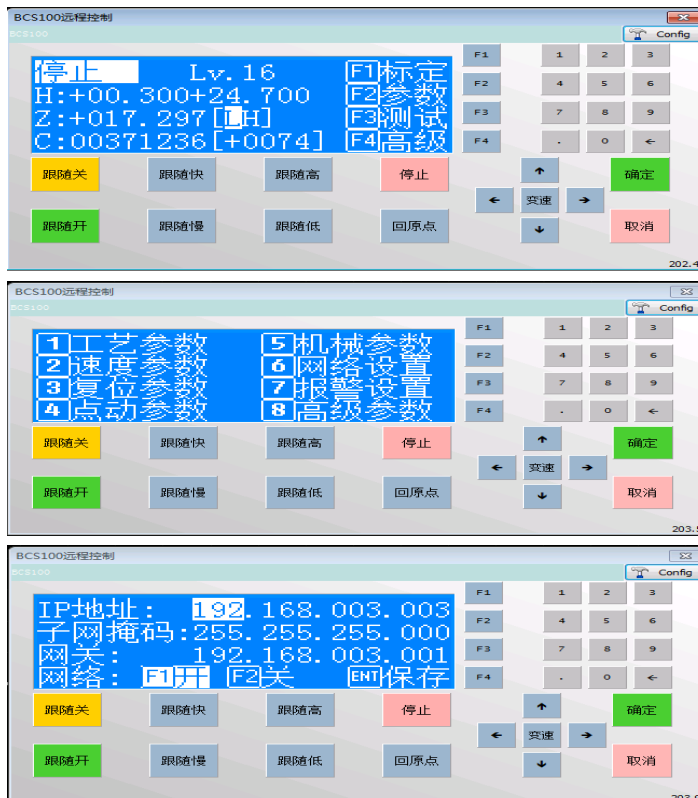 BCS100远程控制
BCS100
Config
停止 Lv.16 F1标定
H:+00.300+24.700 F2参数
Z:+017.297[LH] F3测试
C:00371236[+0074] F4高级
F1 1 2 3
F2 4 5 6
F3 7 8 9
F4 . 0 ←
跟随关 跟随快 跟随高 停止 ↑ 确定
← 变速 →
跟随开 跟随慢 跟随低 回原点 ↓ 取消
202.4
BCS100远程控制
BCS100
Config
1工艺参数 5机械参数
2速度参数 6网络设置
3复位参数 7报警设置
4点动参数 8高级参数
F1 1 2 3
F2 4 5 6
F3 7 8 9
F4 . 0 ←
跟随关 跟随快 跟随高 停止 ↑ 确定
← 变速 →
跟随开 跟随慢 跟随低 回原点 ↓ 取消
203.5
BCS100远程控制
BCS100
Config
IP地址: 192.168.003.003
子网掩码:255.255.255.000
网关: 192.168.003.001
网络: F1开 F2关 ENT保存
F1 1 2 3
F2 4 5 6
F3 7 8 9
F4 . 0 ←
跟随关 跟随快 跟随高 停止 ↑ 确定
← 变速 →
跟随开 跟随慢 跟随低 回原点 ↓ 取消